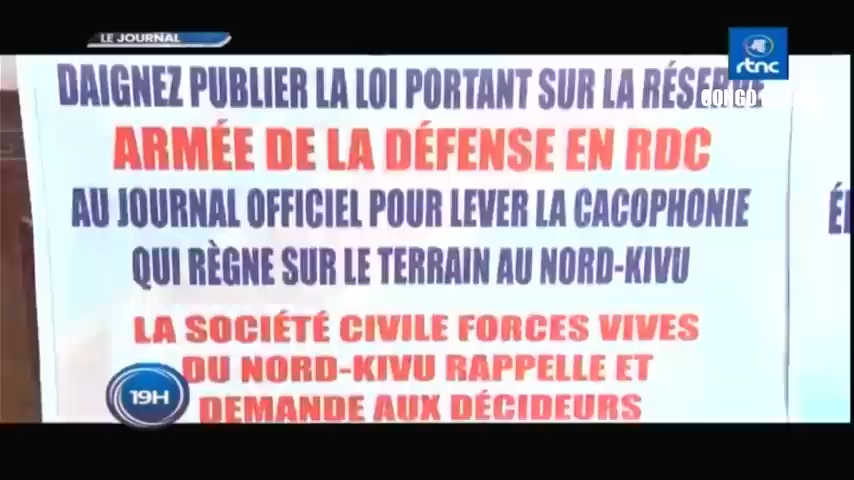 LE JOURNAL
rtnc
DAIGNEZ PUBLIER LA LOI PORTANT SUR LA RÉSERVE
ARMÉE DE LA DÉFENSE EN RDC
AU JOURNAL OFFICIEL POUR LEVER LA CACOPHONIE
QUI RÈGNE SUR LE TERRAIN AU NORD-KIVU
LA SOCIÉTÉ CIVILE FORCES VIVES
DU NORD-KIVU RAPPELLE ET
DEMANDE AUX DÉCIDEURS
19H